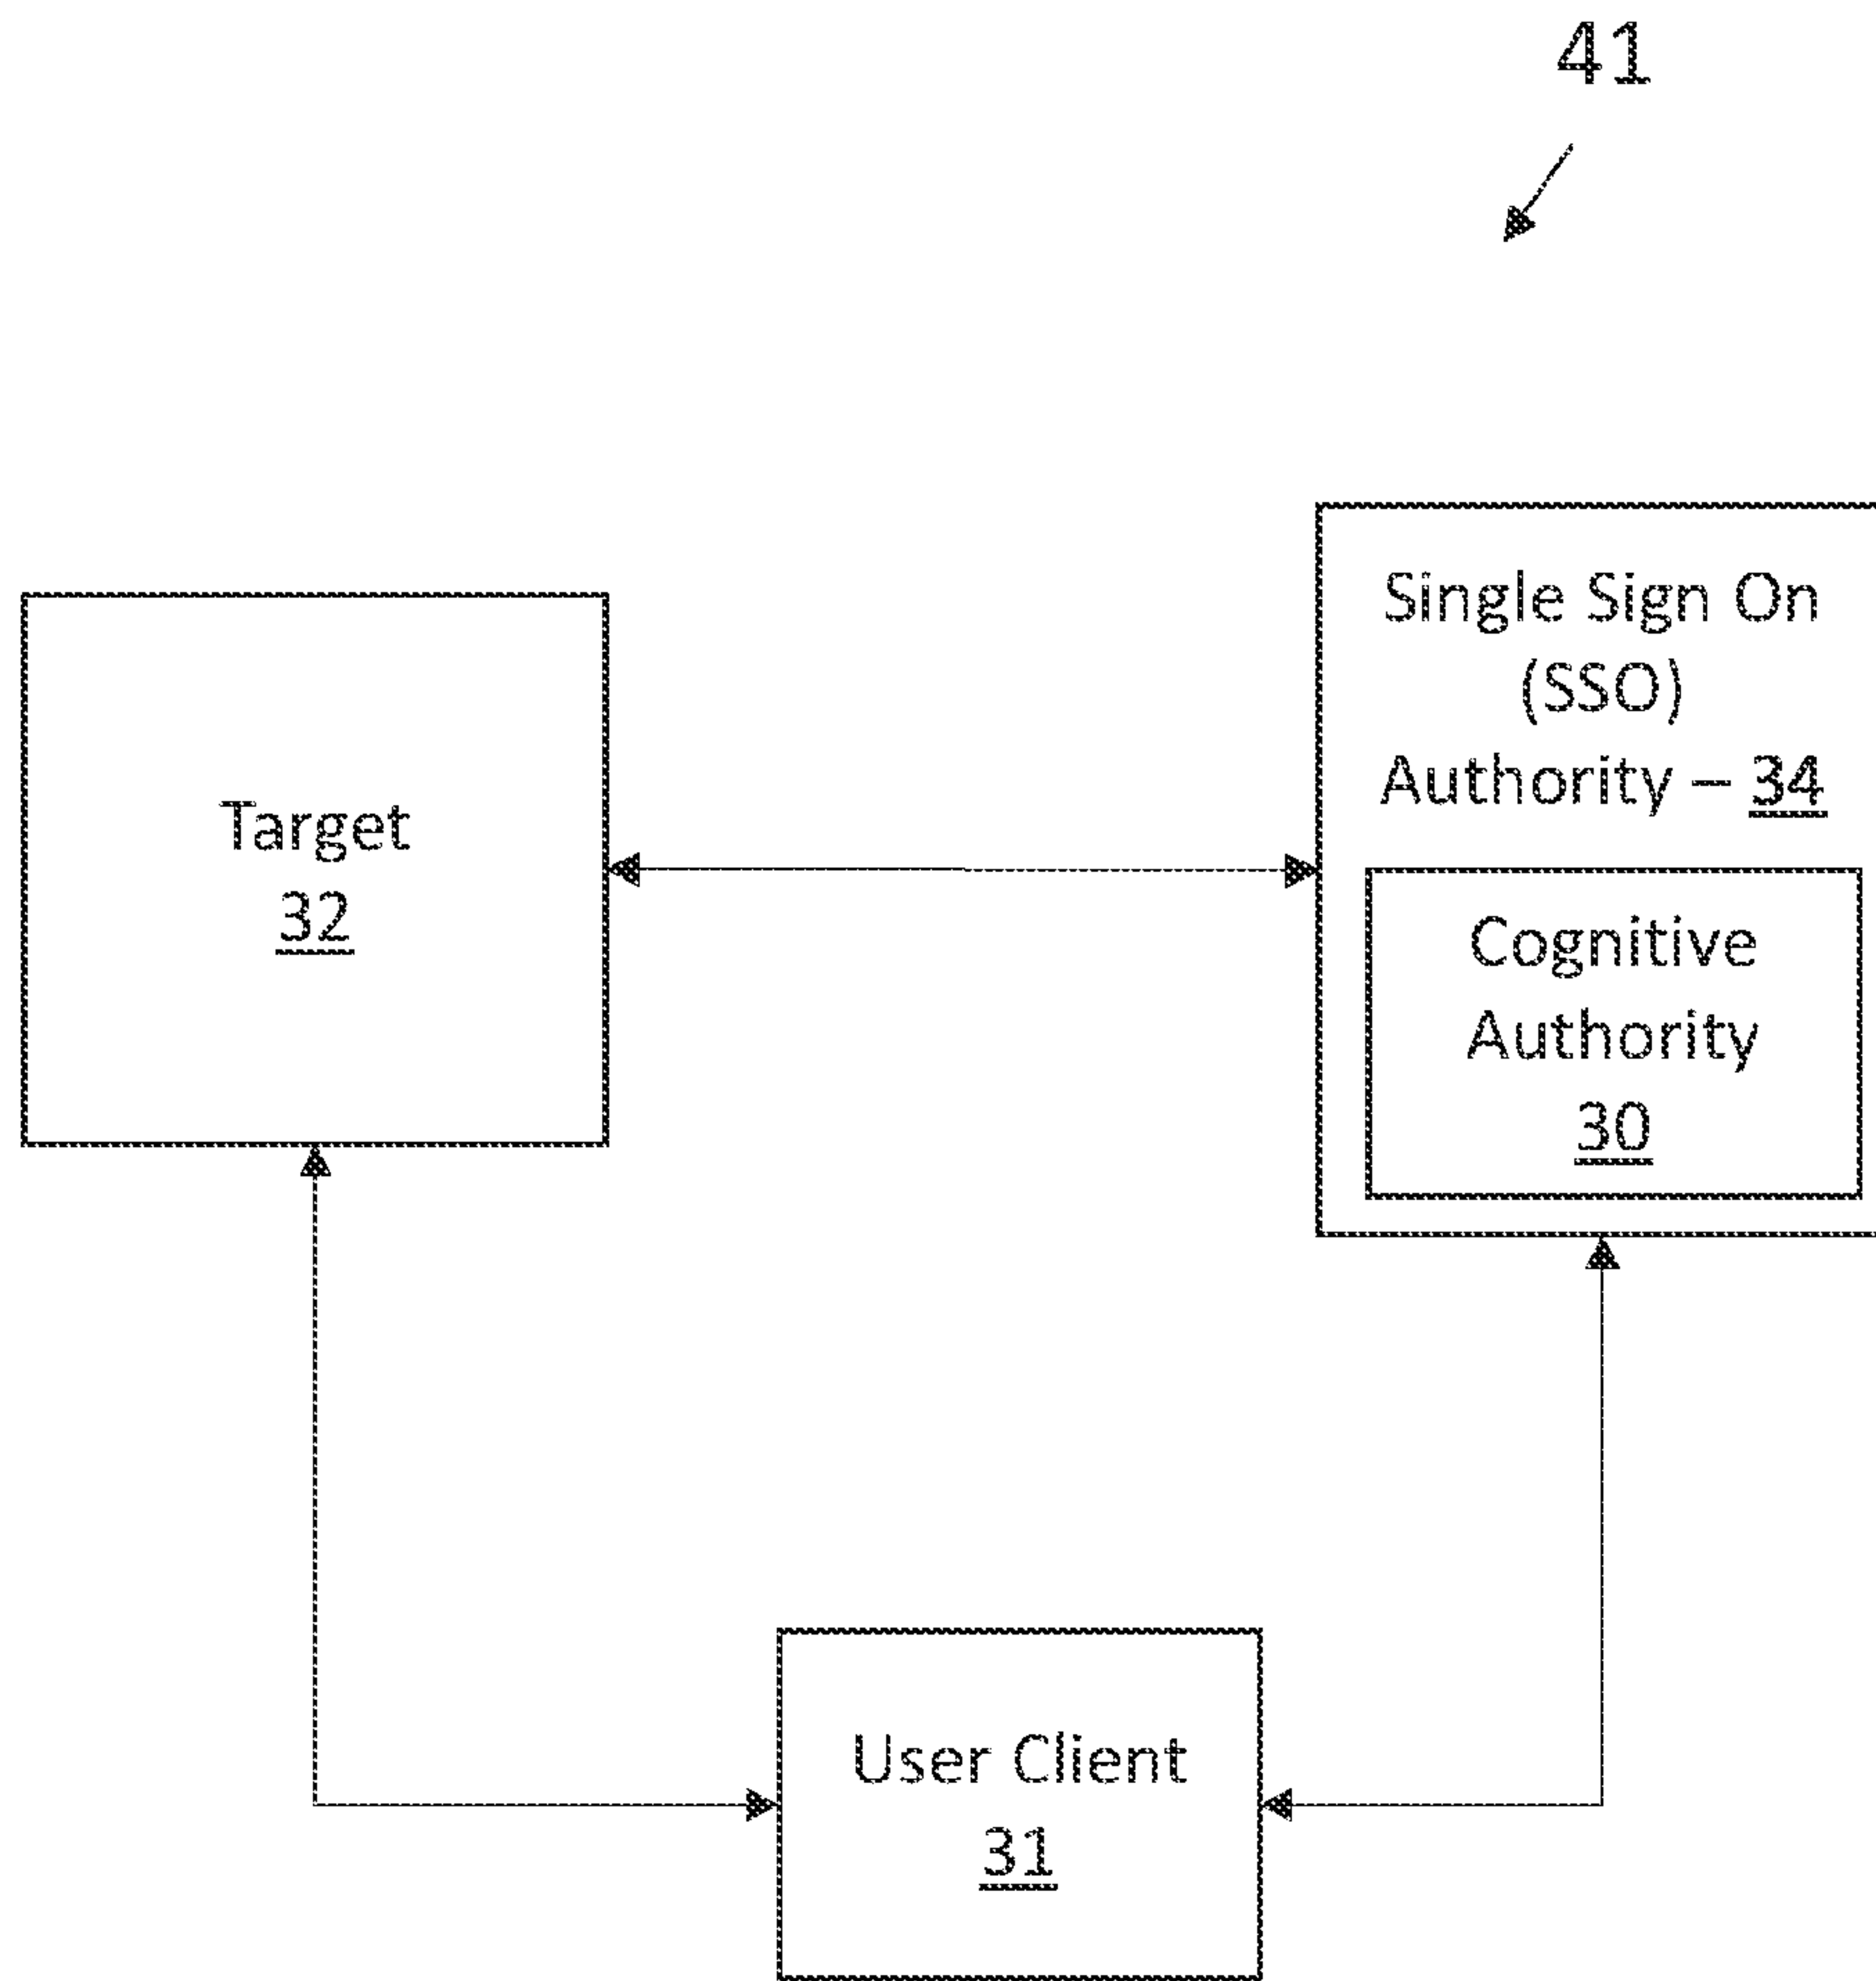 41
Single Sign On
(SSO)
Authority – 34
Target
32
Cognitive
Authority
30
User Client
31